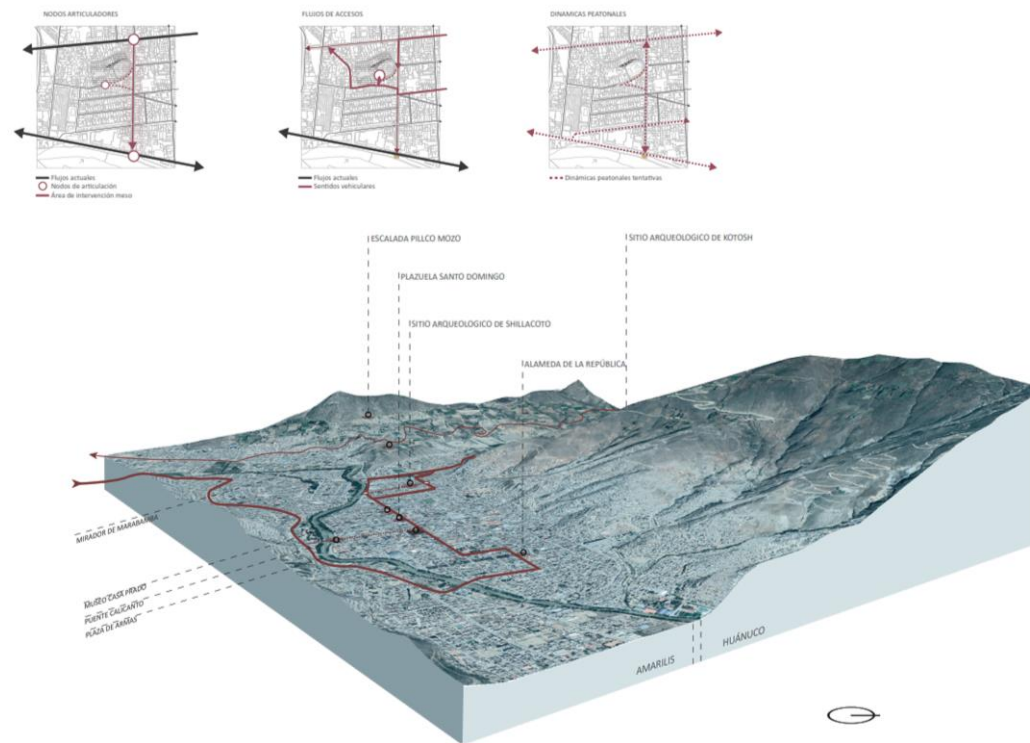 NODOS ARTICULADORES
FLUJOS DE ACCESOS
DINAMICAS PEATONALES
Flujos actuales
Nodos de articulación
Área de intervención meso
Flujos actuales
Sentidos vehiculares
Dinámicas peatonales tentativas
ESCALADA PILLCO MOZO
SITIO ARQUEOLOGICO DE KOTOSH
PLAZUELA SANTO DOMINGO
SITIO ARQUEOLOGICO DE SHILLACOTO
ALAMEDA DE LA REPÚBLICA
MIRADOR DE MARABAMBA
MUSEO CASA PRADO
PUENTE CALICANTO
PLAZA DE ARMAS
AMARILIS
HUÁNUCO